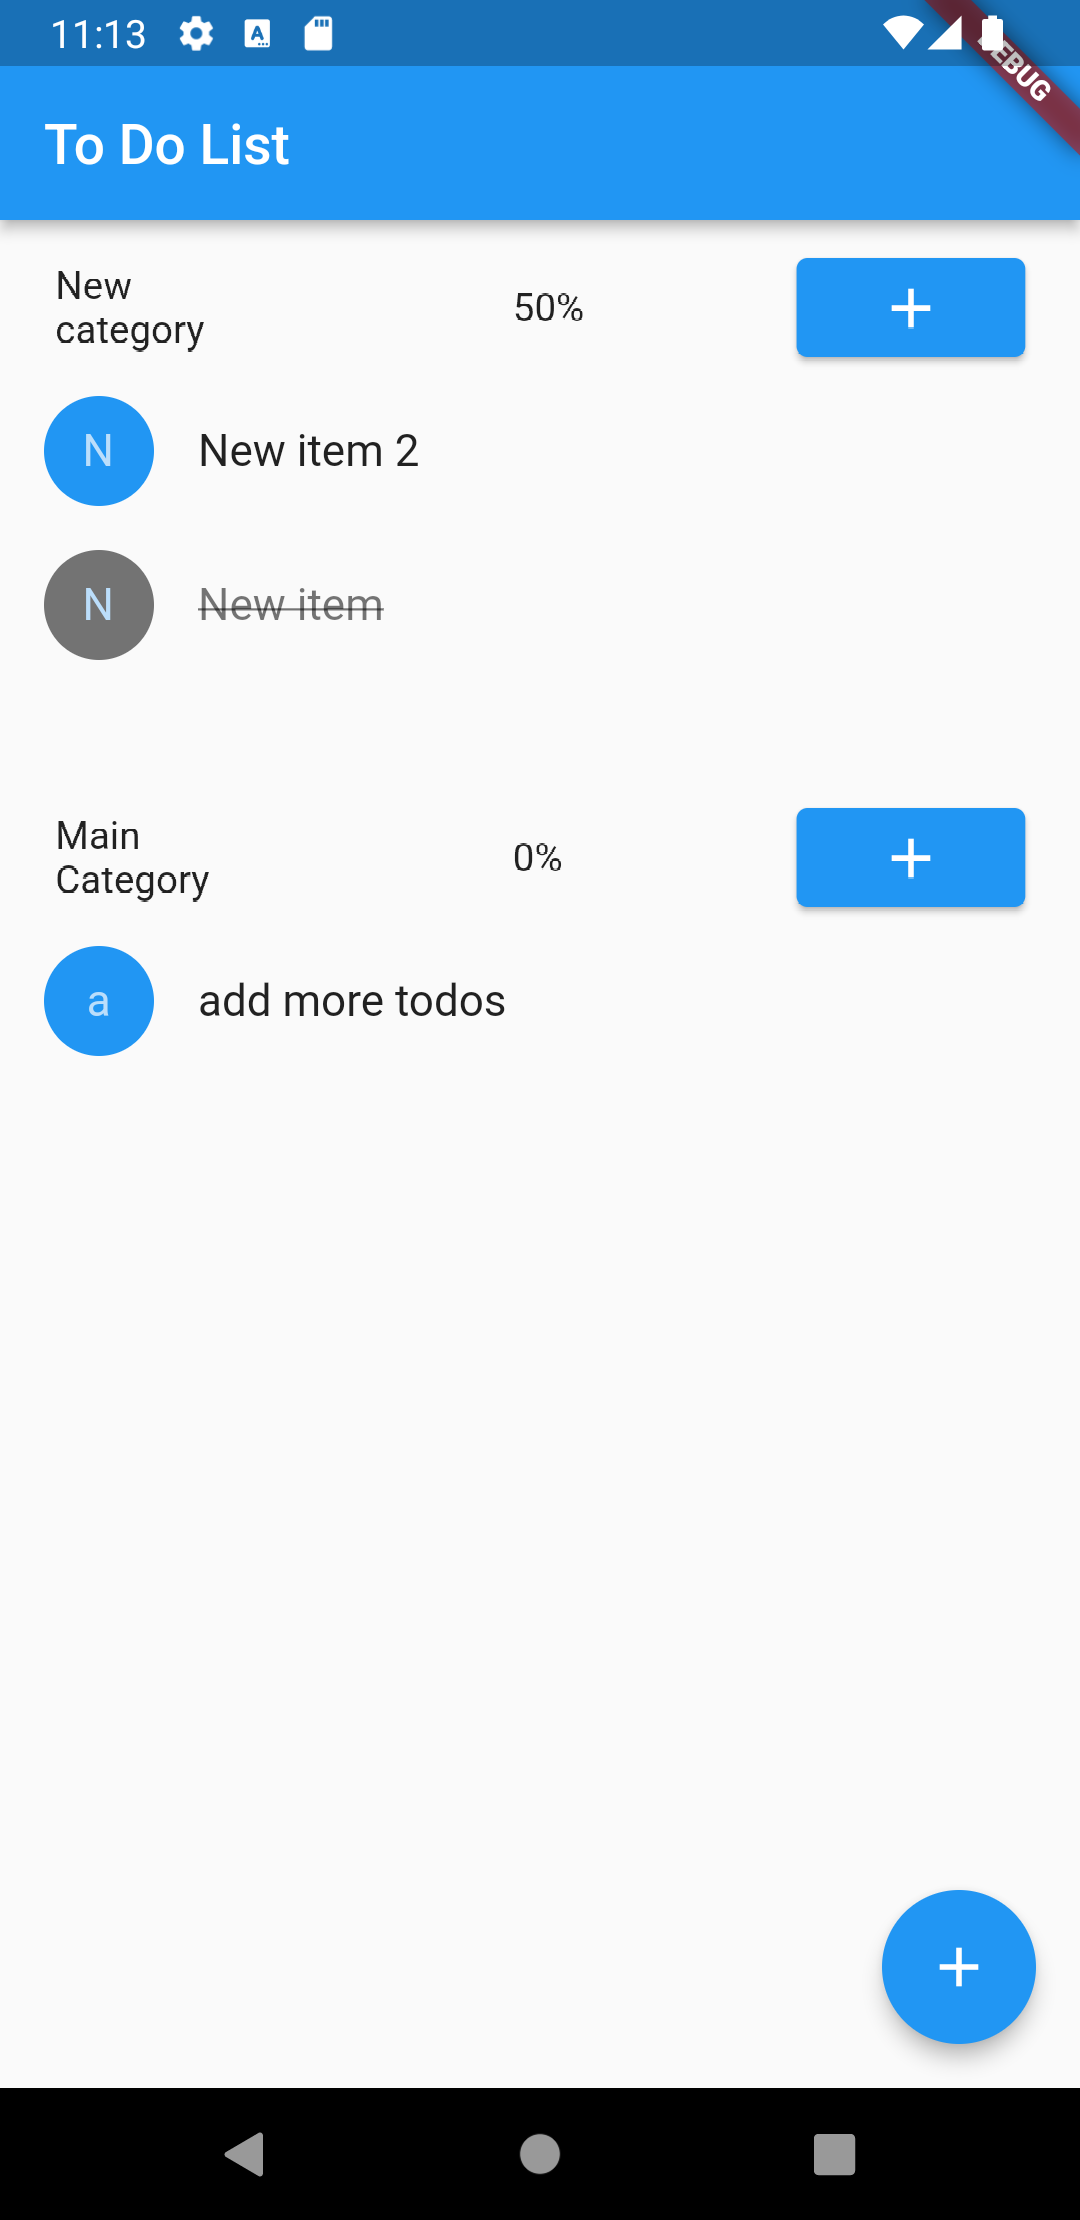 11:13
DEBUG
To Do List
New
category
50%
N
New item 2
N
New item
Main
Category
0%
a
add more todos